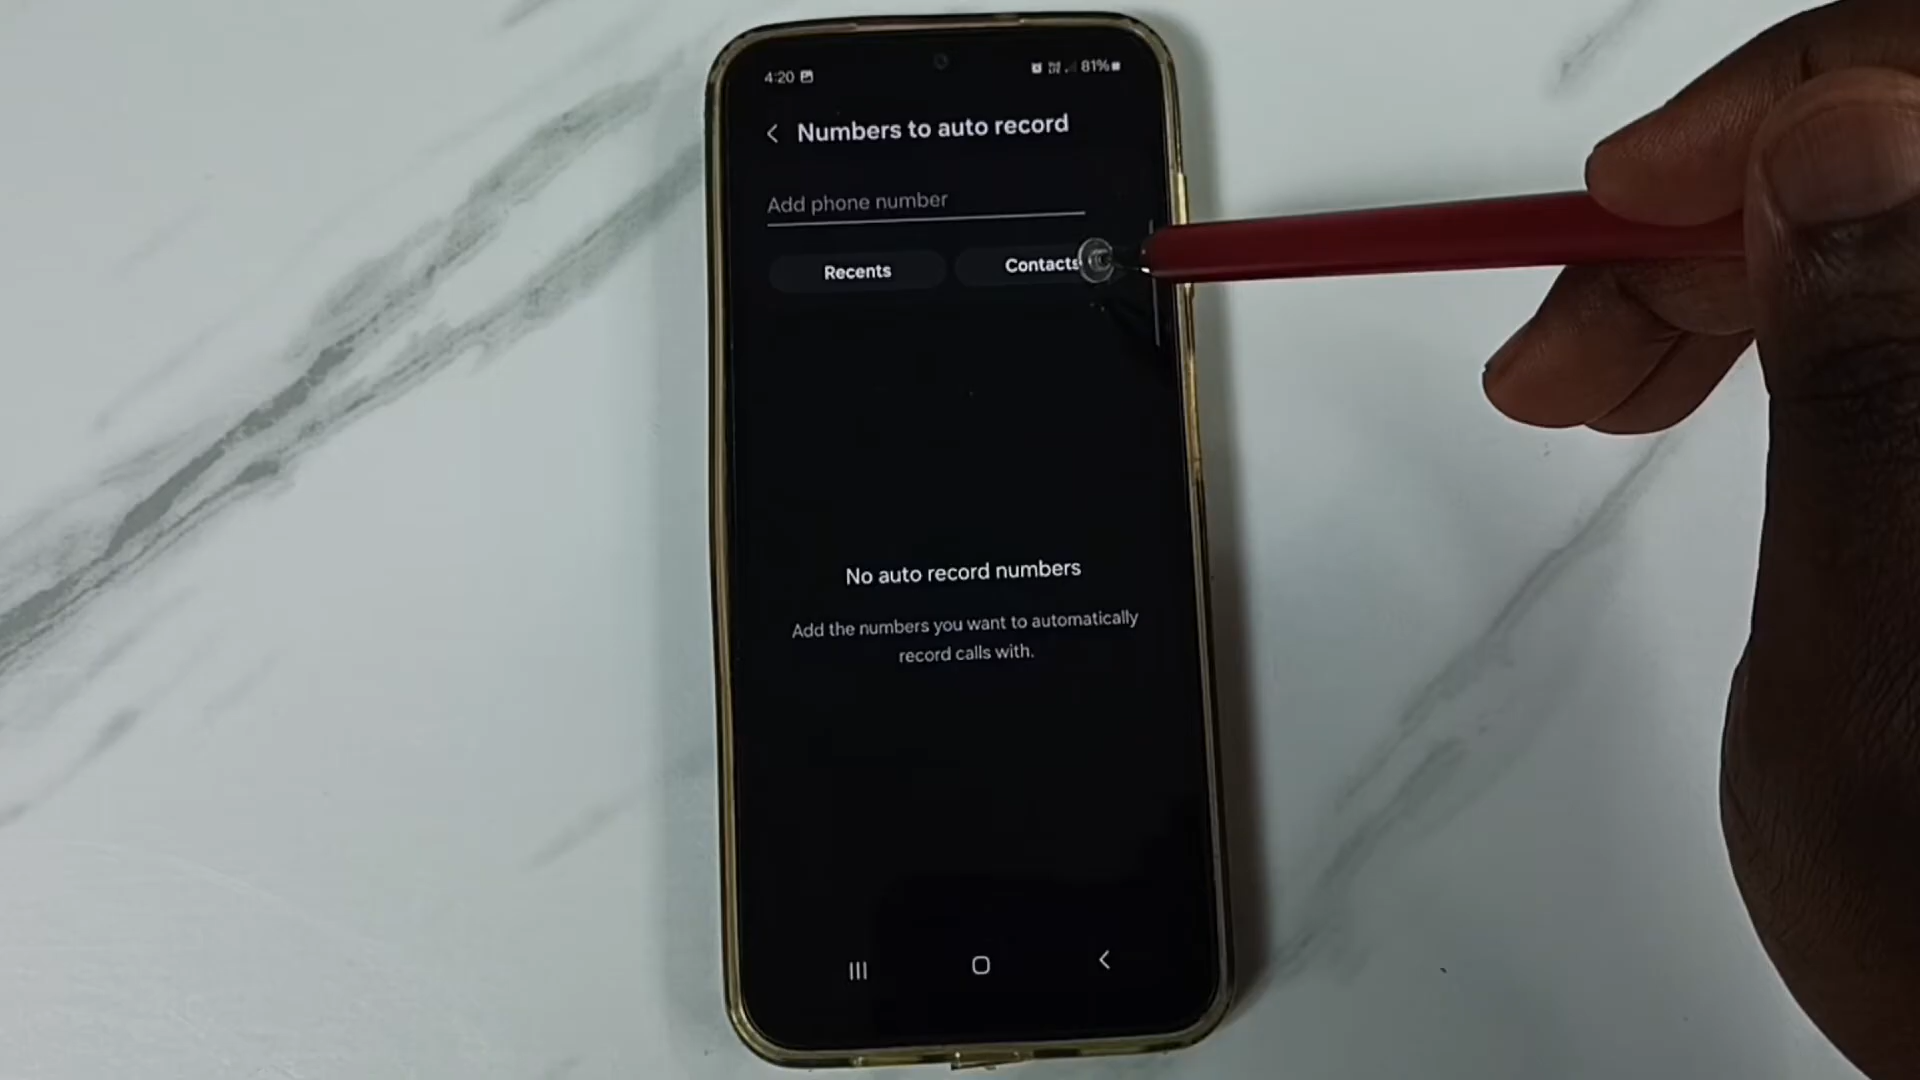 4:20
81%
Numbers to auto record
Add phone number
Recents
Contacts
No auto record numbers
Add the numbers you want to automatically
record calls with.